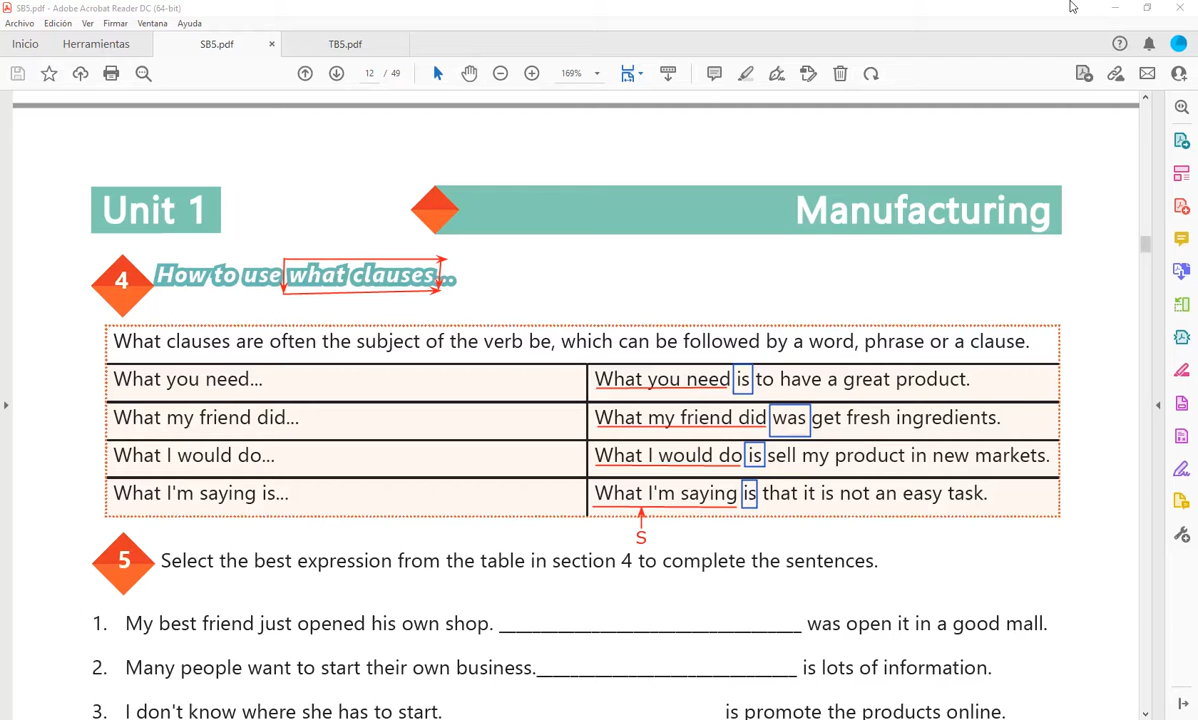 SB5.pdf - Adobe Acrobat Reader DC (64-bit)
Archivo Edición Ver Firmar Ventana Ayuda
Inicio Herramientas SB5.pdf × TB5.pdf
12 / 49 169%
Unit 1 Manufacturing
4 How to use what clauses...
What clauses are often the subject of the verb be, which can be followed by a word, phrase or a clause.
What you need... What you need is to have a great product.
What my friend did... What my friend did was get fresh ingredients.
What I would do... What I would do is sell my product in new markets.
What I'm saying is... What I'm saying is that it is not an easy task.
S
5 Select the best expression from the table in section 4 to complete the sentences.
1. My best friend just opened his own shop. ____________________________ was open it in a good mall.
2. Many people want to start their own business.________________________ is lots of information.
3. I don't know where she has to start. is promote the products online.